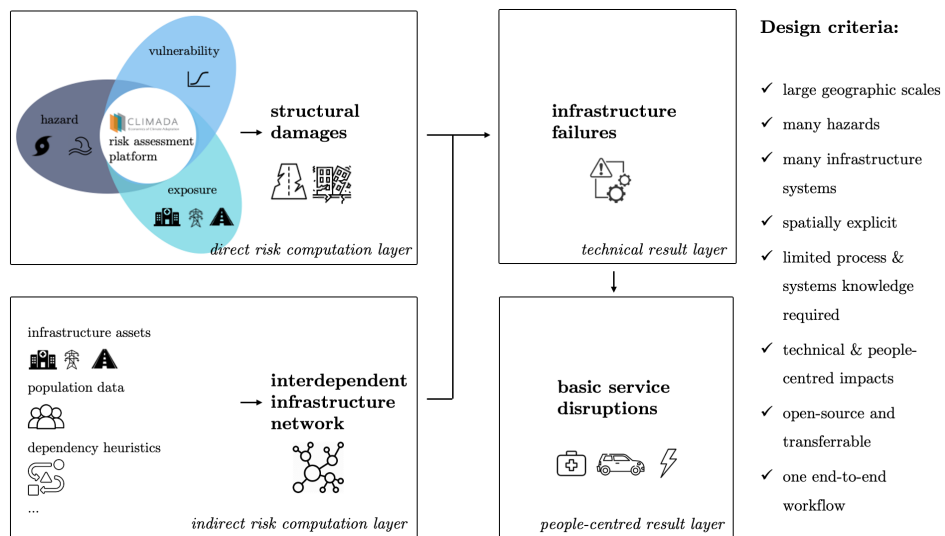 vulnerability
hazard
CLIMADA
risk assessment
platform
exposure
structural
damages
direct risk computation layer
infrastructure
failures
technical result layer
infrastructure assets
population data
dependency heuristics
...
interdependent
infrastructure
network
indirect risk computation layer
basic service
disruptions
people-centred result layer
Design criteria:
✓ large geographic scales
✓ many hazards
✓ many infrastructure
systems
✓ spatially explicit
✓ limited process &
systems knowledge
required
✓ technical & people-
centred impacts
✓ open-source and
transferrable
✓ one end-to-end
workflow